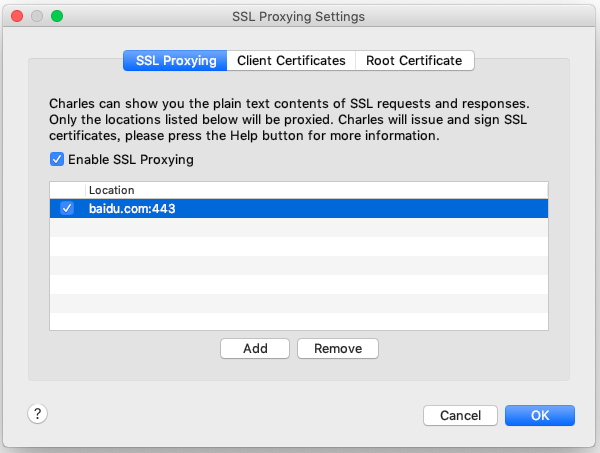 SSL Proxying Settings
SSL Proxying Client Certificates Root Certificate
Charles can show you the plain text contents of SSL requests and responses.
Only the locations listed below will be proxied. Charles will issue and sign SSL
certificates, please press the Help button for more information.
Enable SSL Proxying
Location
baidu.com:443
Add Remove
? Cancel OK